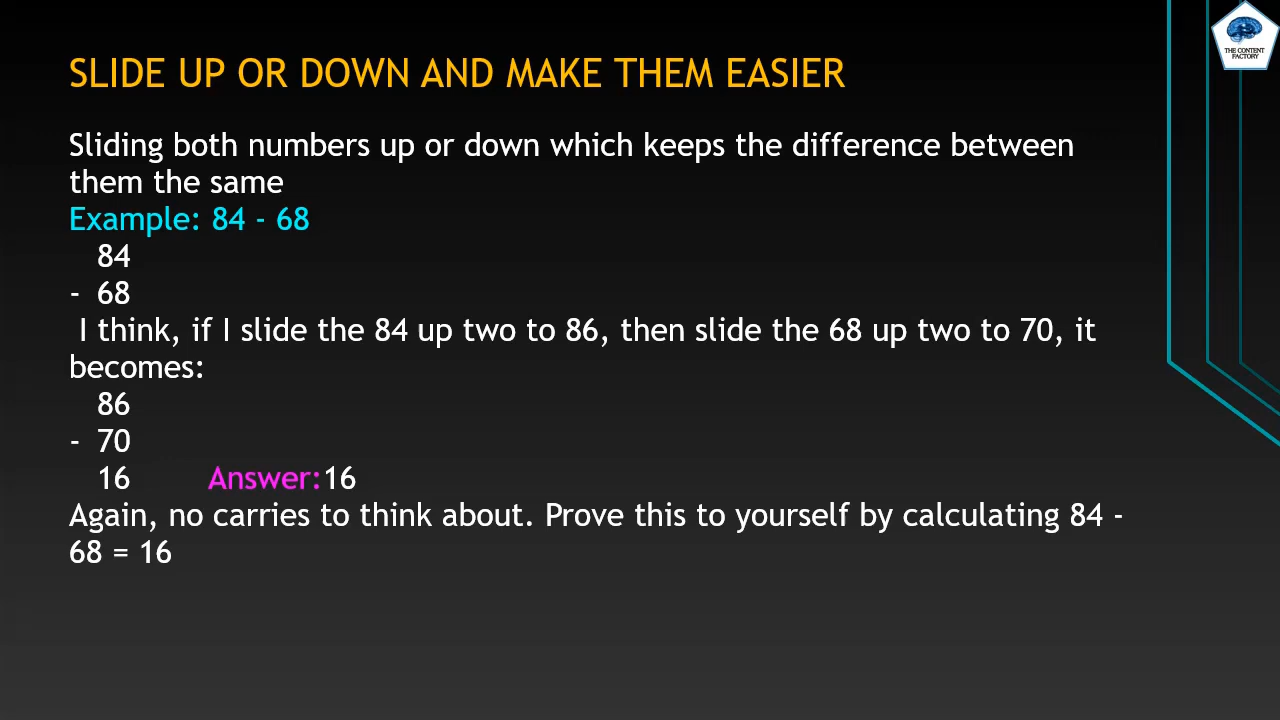 SLIDE UP OR DOWN AND MAKE THEM EASIER
THE CONTENT
FACTORY
Sliding both numbers up or down which keeps the difference between
them the same
Example: 84 - 68
84
- 68
I think, if I slide the 84 up two to 86, then slide the 68 up two to 70, it
becomes:
86
- 70
16 Answer:16
Again, no carries to think about. Prove this to yourself by calculating 84 -
68 = 16